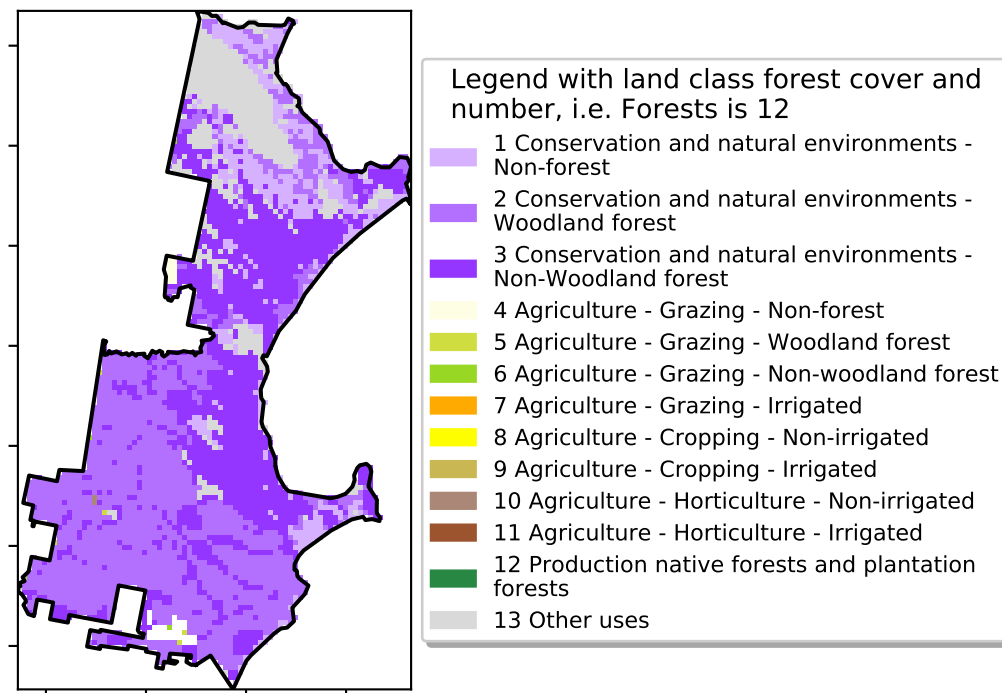 Legend with land class forest cover and
number, i.e. Forests is 12
1 Conservation and natural environments -
Non-forest
2 Conservation and natural environments -
Woodland forest
3 Conservation and natural environments -
Non-Woodland forest
4 Agriculture - Grazing - Non-forest
5 Agriculture - Grazing - Woodland forest
6 Agriculture - Grazing - Non-woodland forest
7 Agriculture - Grazing - Irrigated
8 Agriculture - Cropping - Non-irrigated
9 Agriculture - Cropping - Irrigated
10 Agriculture - Horticulture - Non-irrigated
11 Agriculture - Horticulture - Irrigated
12 Production native forests and plantation
forests
13 Other uses